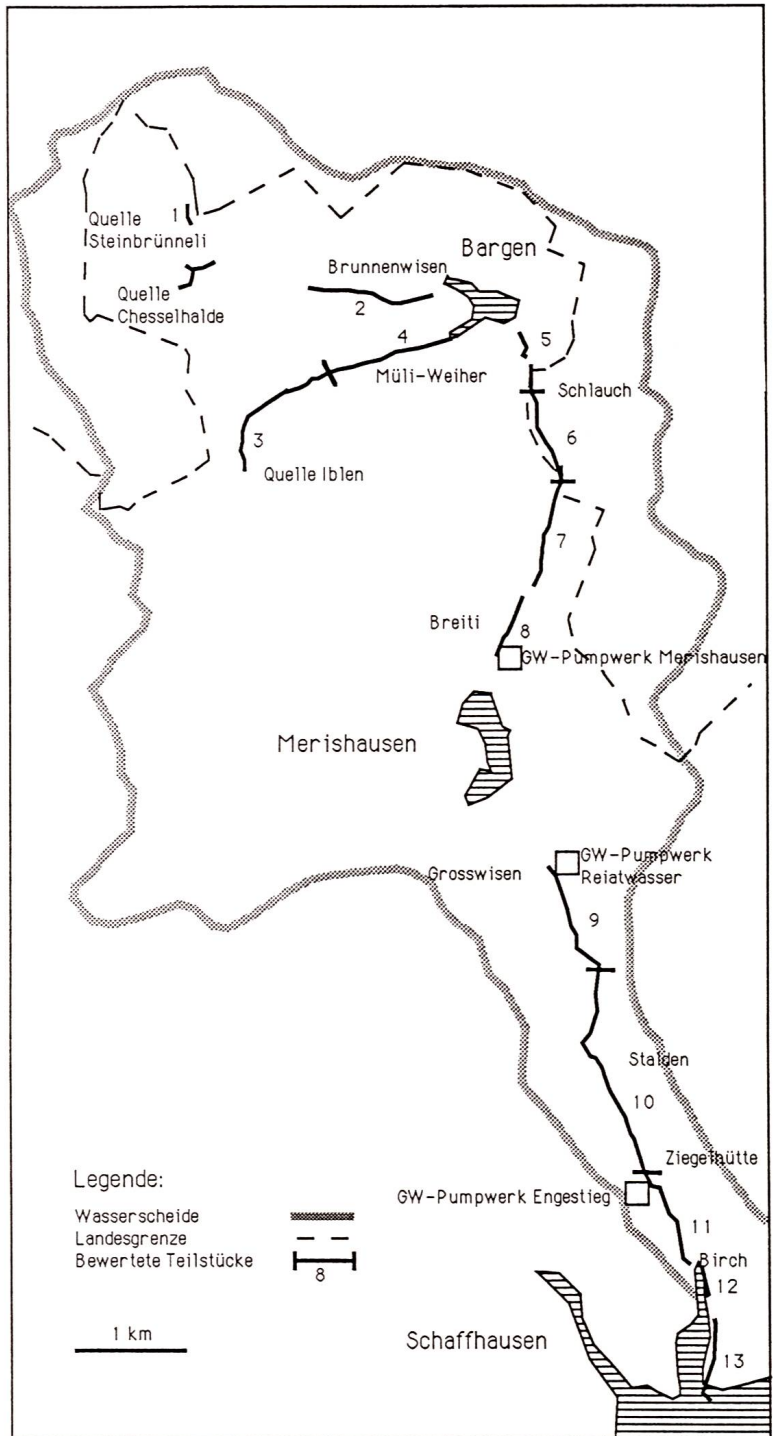 1
Quelle
Steinbrünneli
Bargen
Brunnenwisen
Quelle
Chesselhalde
2
4
5
Müli-Weiher
Schlauch
3
6
Quelle Iblen
7
Breiti
8
GW-Pumpwerk Merishausen
Merishausen
GW-Pumpwerk
Reiatwasser
Grosswisen
9
Stalden
10
Ziegelhütte
Legende:
GW-Pumpwerk Engestieg
Wasserscheide
11
Landesgrenze
Bewertete Teilstücke
Birch
8
12
1 km
Schaffhausen
13